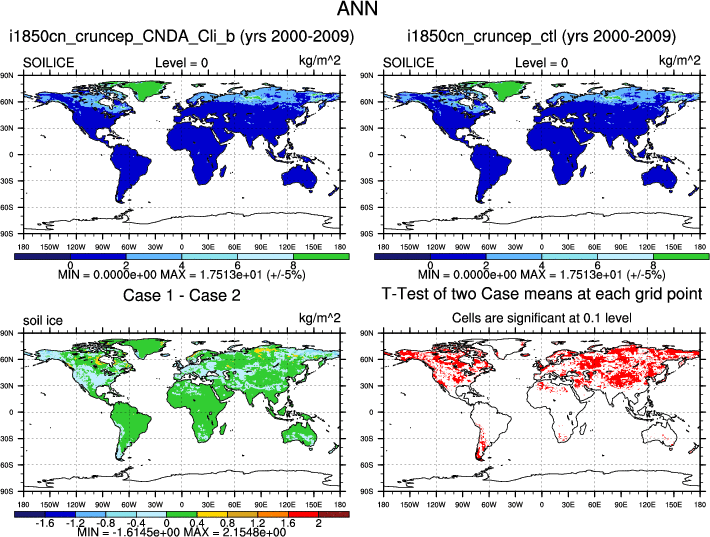 ANN
i1850cn_cruncep_CNDA_Cli_b (yrs 2000-2009)
SOILICE Level = 0 kg/m^2
90N
60N
30N
0
30S
60S
90S
180 150W 120W 90W 60W 30W 0 30E 60E 90E 120E 150E 180
0 2 4 6 8
MIN = 0.0000e+00 MAX = 1.7513e+01 (+/-5%)
i1850cn_cruncep_ctl (yrs 2000-2009)
SOILICE Level = 0 kg/m^2
90N
60N
30N
0
30S
60S
90S
180 150W 120W 90W 60W 30W 0 30E 60E 90E 120E 150E 180
0 2 4 6 8
MIN = 0.0000e+00 MAX = 1.7513e+01 (+/-5%)
Case 1 - Case 2
soil ice kg/m^2
90N
60N
30N
0
30S
60S
90S
180 150W 120W 90W 60W 30W 0 30E 60E 90E 120E 150E 180
-1.6 -1.2 -0.8 -0.4 0 0.4 0.8 1.2 1.6 2
MIN = -1.6145e+00 MAX = 2.1548e+00
T-Test of two Case means at each grid point
Cells are significant at 0.1 level
90N
60N
30N
0
30S
60S
90S
180 150W 120W 90W 60W 30W 0 30E 60E 90E 120E 150E 180